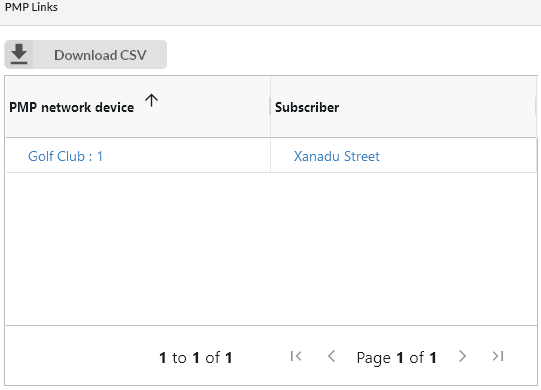 PMP Links
Download CSV
PMP network device Subscriber
Golf Club : 1 Xanadu Street
1 to 1 of 1 Page 1 of 1